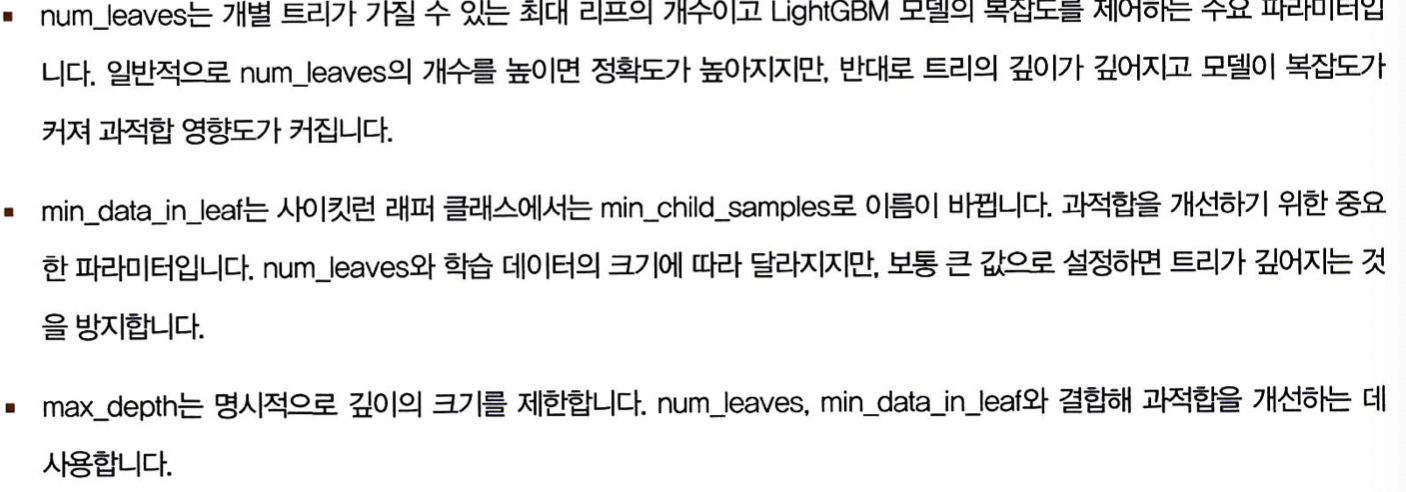 ▪ num_leaves는 개별 트리가 가질 수 있는 최대 리프의 개수이고 LightGBM 모델의 복잡도를 제어하는 주요 파라미터입
니다. 일반적으로 num_leaves의 개수를 높이면 정확도가 높아지지만, 반대로 트리의 깊이가 깊어지고 모델이 복잡도가
커져 과적합 영향도가 커집니다.
▪ min_data_in_leaf는 사이킷런 래퍼 클래스에서는 min_child_samples로 이름이 바뀝니다. 과적합을 개선하기 위한 중요
한 파라미터입니다. num_leaves와 학습 데이터의 크기에 따라 달라지지만, 보통 큰 값으로 설정하면 트리가 깊어지는 것
을 방지합니다.
▪ max_depth는 명시적으로 깊이의 크기를 제한합니다. num_leaves, min_data_in_leaf와 결합해 과적합을 개선하는 데
사용합니다.